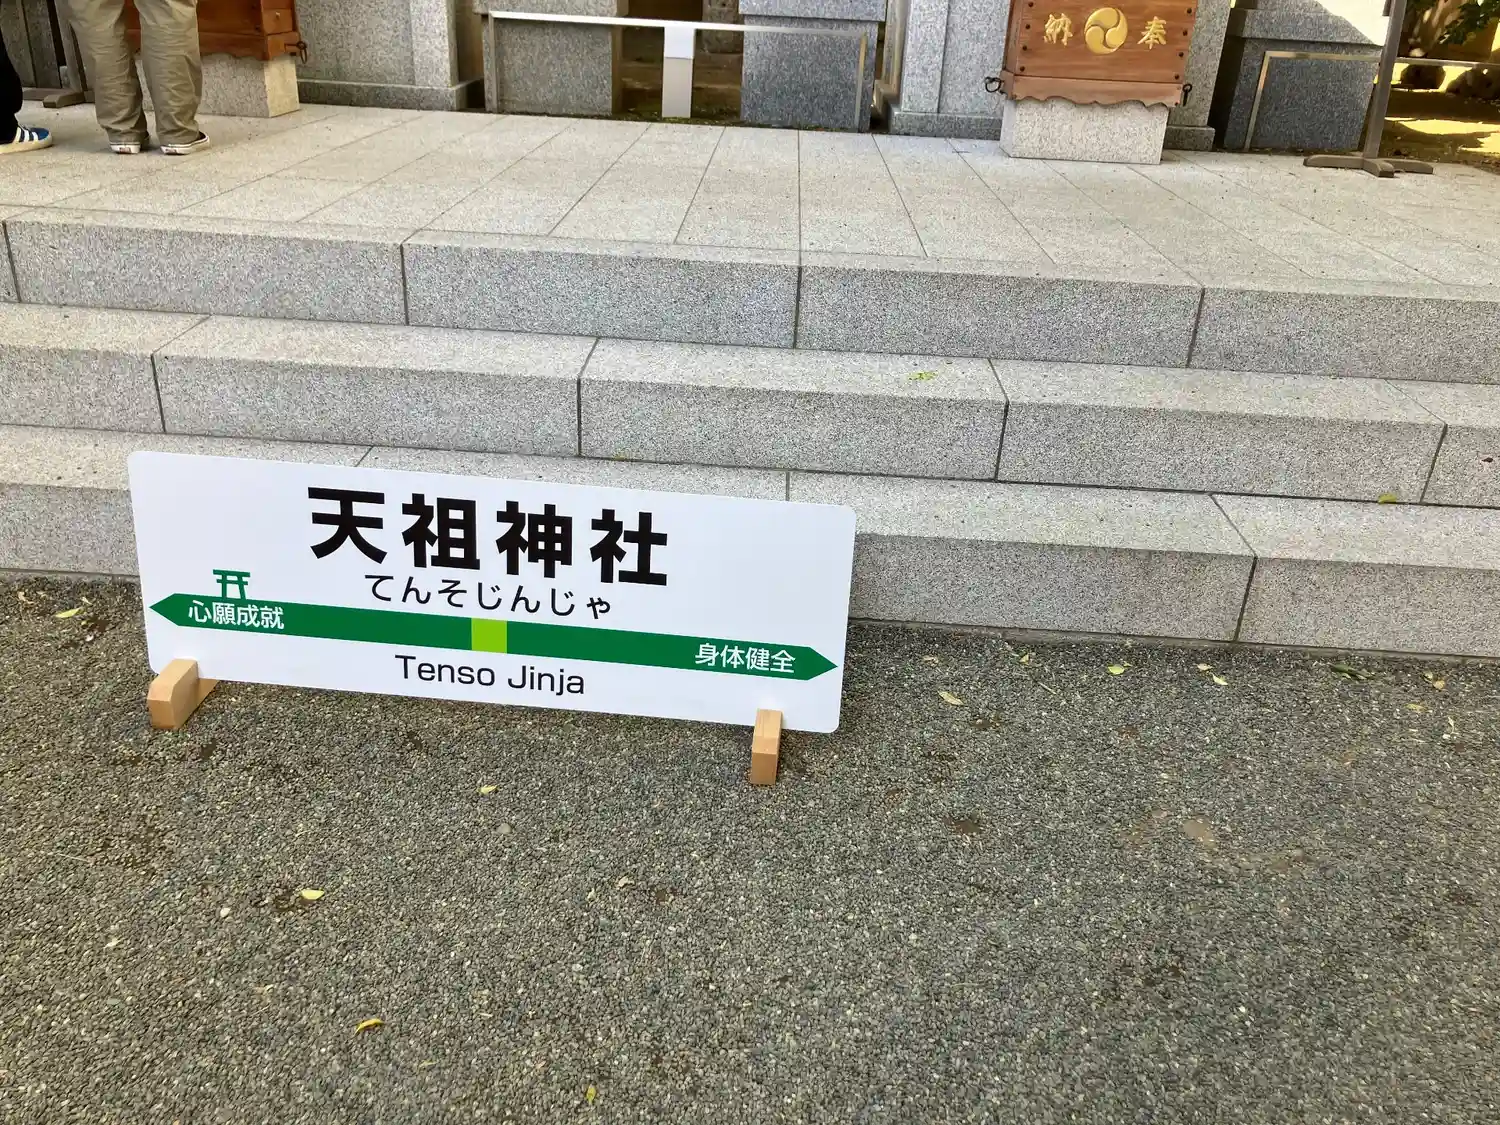 納 奉
天祖神社
てんそじんじゃ
心願成就
身体健全
Tenso Jinja